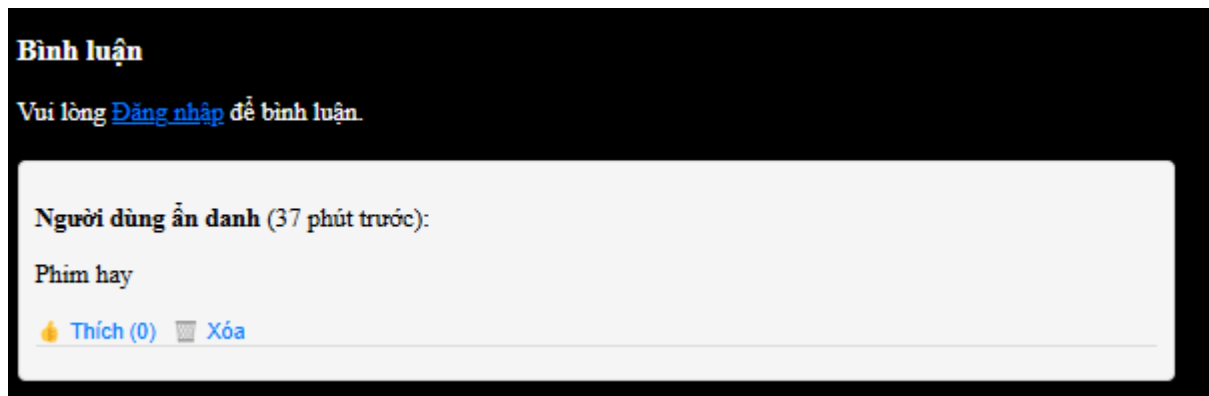 Bình luận
Vui lòng Đăng nhập để bình luận.
Người dùng ẩn danh (37 phút trước):
Phim hay
👍 Thích (0) 🗑️ Xóa